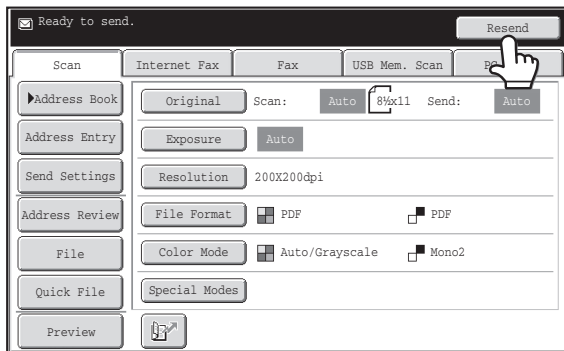 Ready to send.
Resend
Scan
Internet Fax
Fax
USB Mem. Scan
Address Book
Original
Scan:
Auto
8½x11
Send:
Auto
Address Entry
Exposure
Auto
Send Settings
Resolution
200X200dpi
Address Review
File Format
PDF
PDF
File
Color Mode
Auto/Grayscale
Mono2
Quick File
Special Modes
Preview